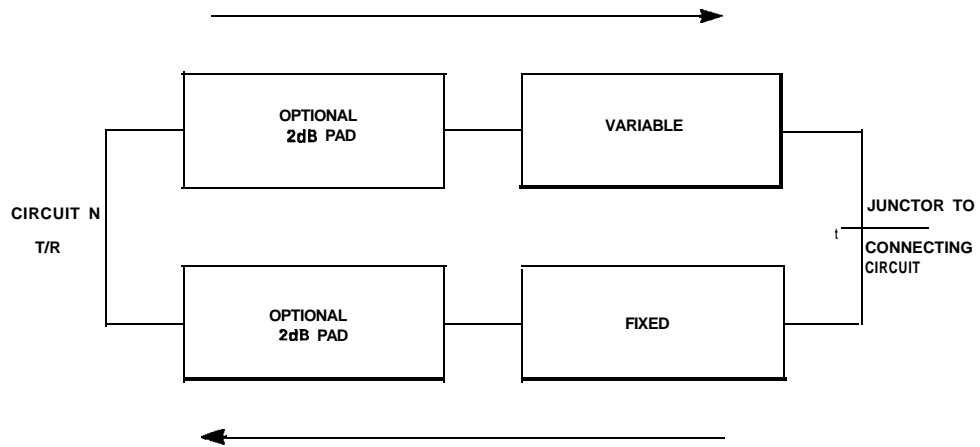 OPTIONAL
2dB PAD
VARIABLE
CIRCUIT N
T/R
JUNCTOR TO
t
CONNECTING
CIRCUIT
OPTIONAL
2dB PAD
FIXED